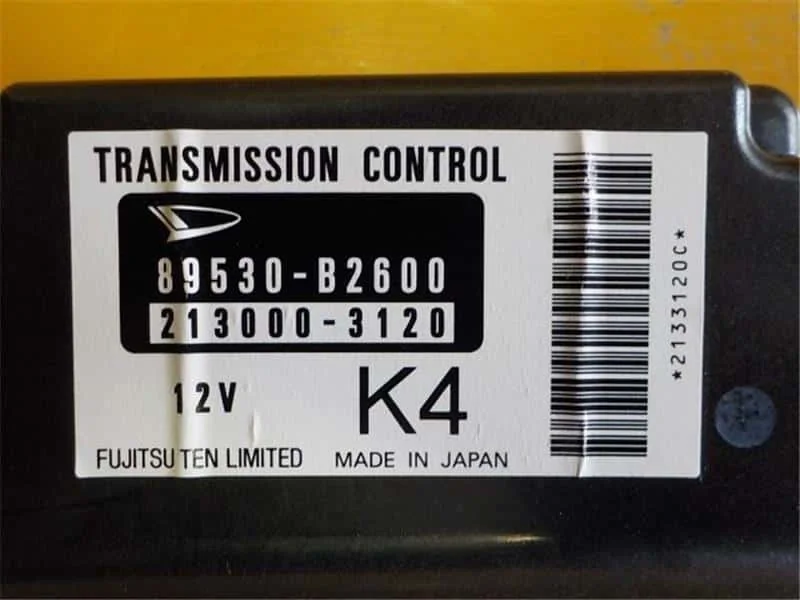 TRANSMISSION CONTROL
89530-B2600
213000-3120
12V
K4
FUJITSU TEN LIMITED
MADE IN JAPAN
*2133120C*